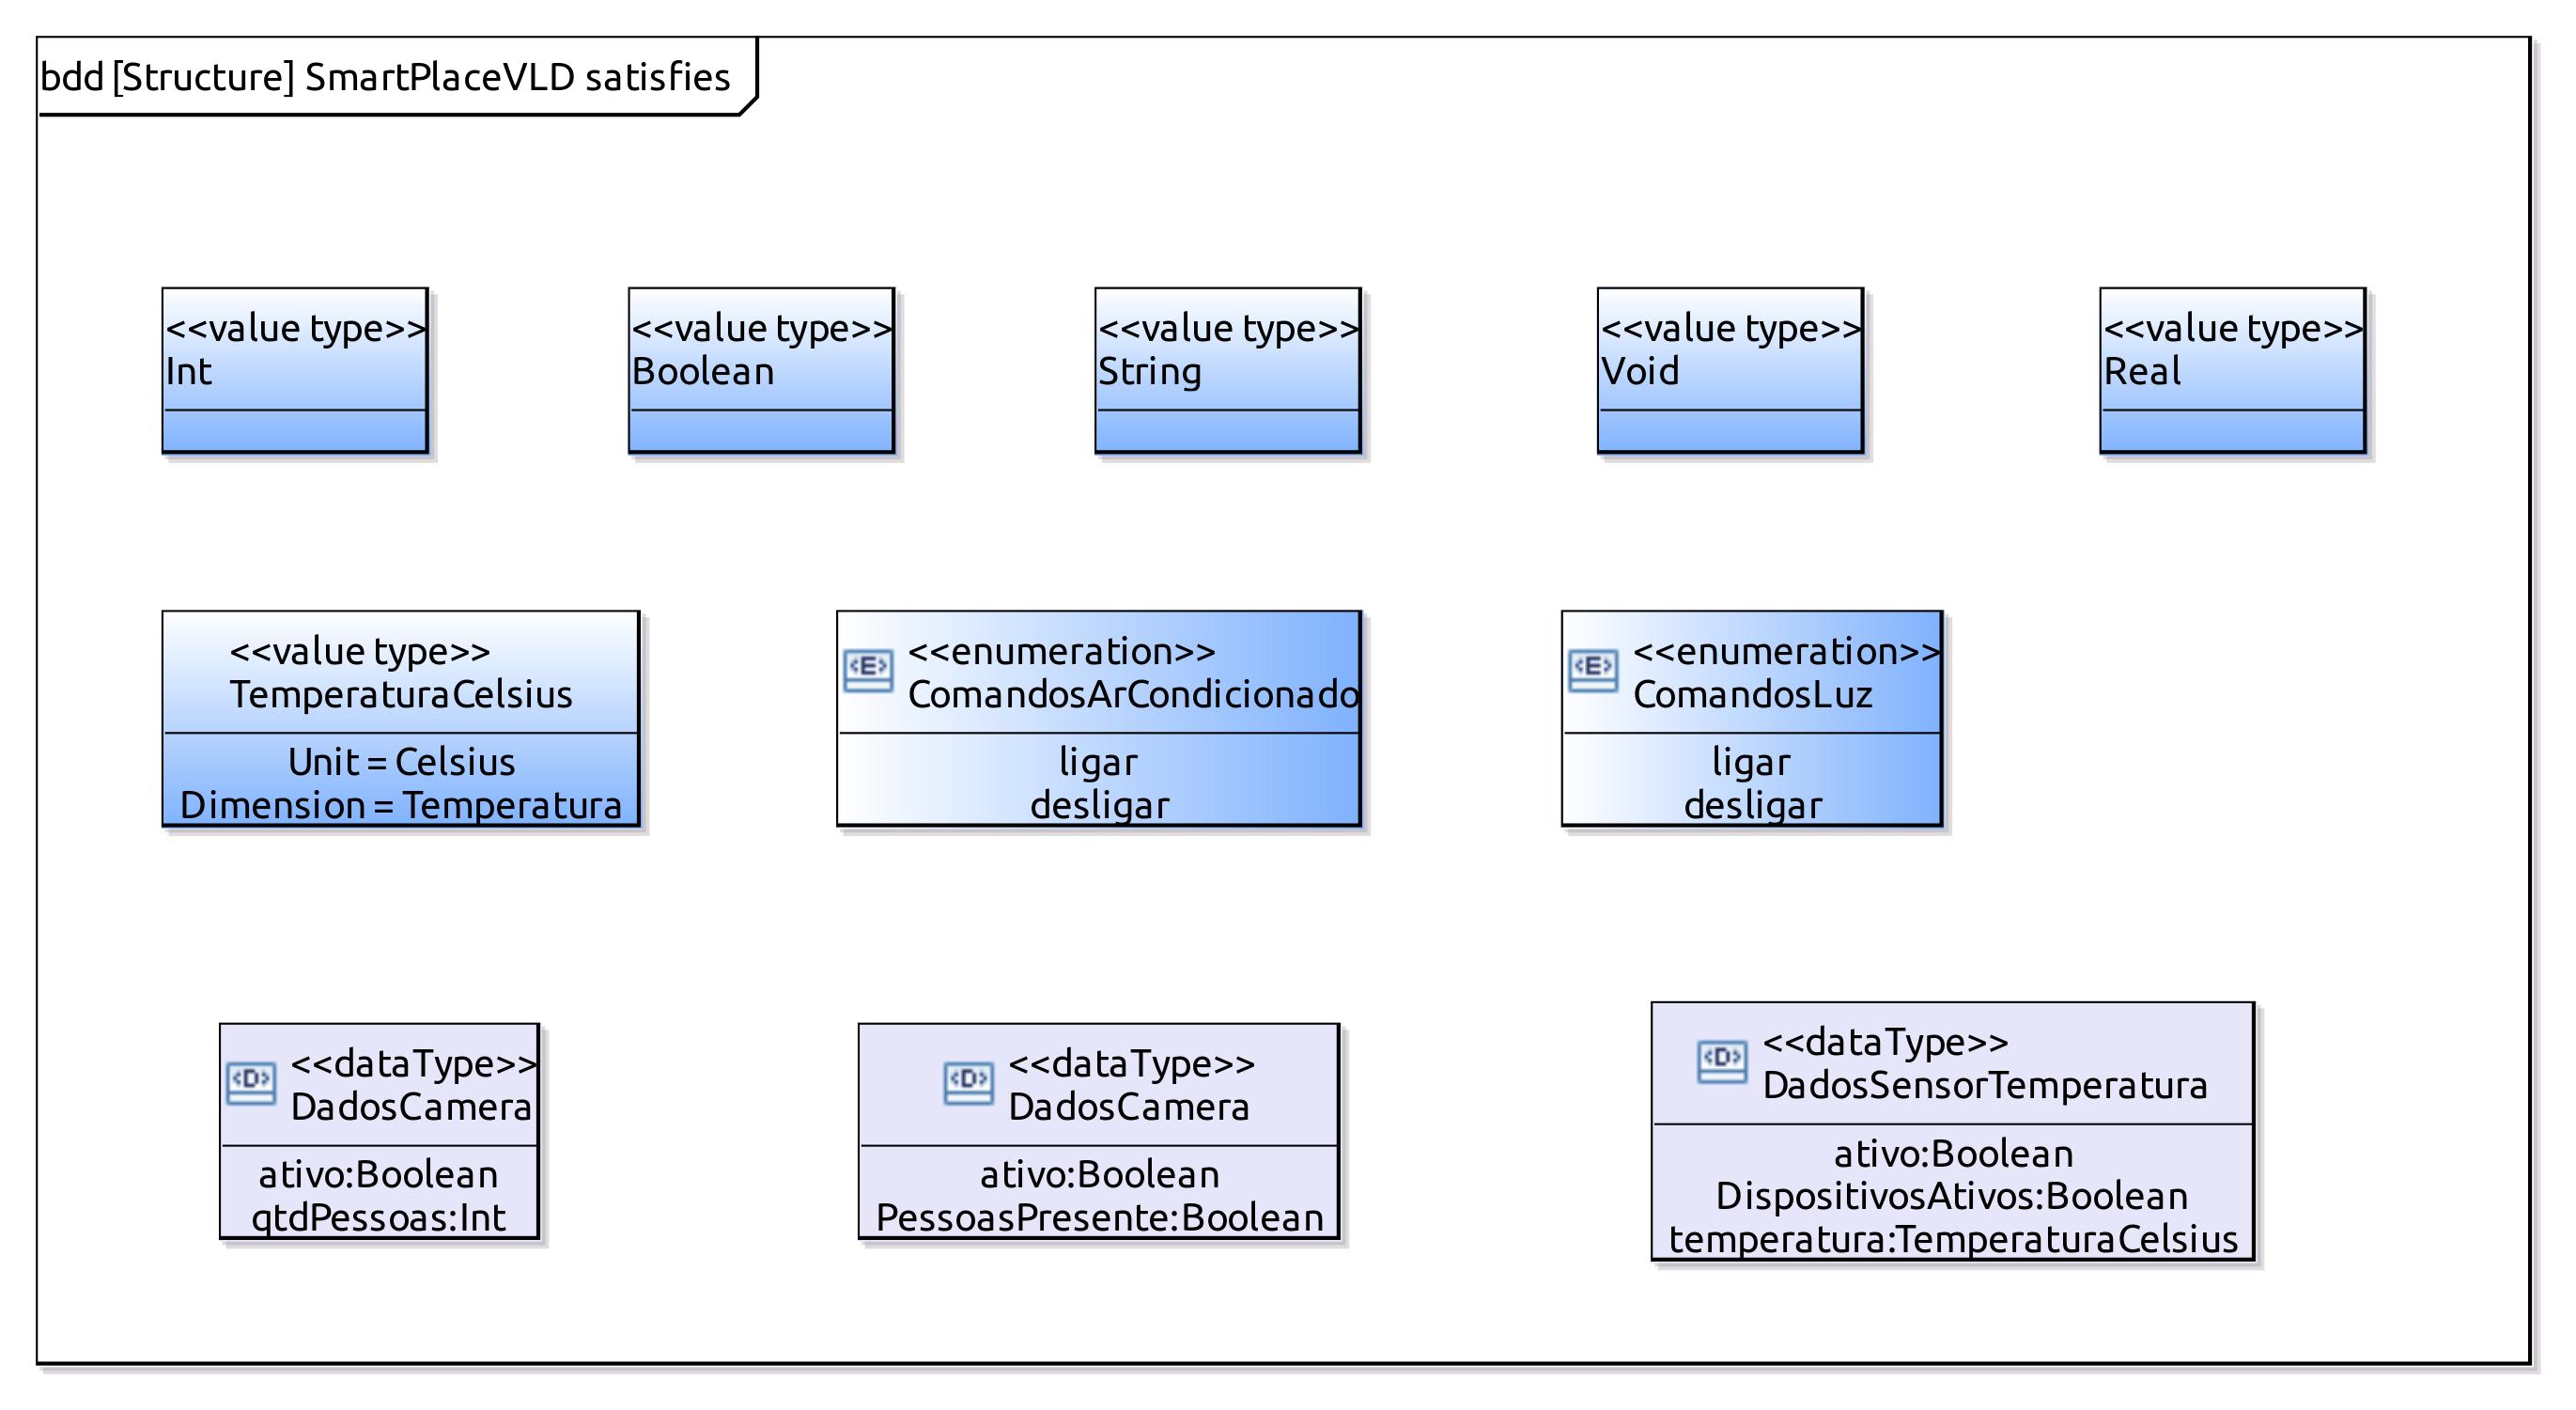 bdd [Structure] SmartPlaceVLD satisfies
<<value type>>
Int
<<value type>>
Boolean
<<value type>>
String
<<value type>>
Void
<<value type>>
Real
<<value type>>
TemperaturaCelsius
Unit = Celsius
Dimension = Temperatura
<E>
<<enumeration>>
ComandosArCondicionado
ligar
desligar
<E>
<<enumeration>>
ComandosLuz
ligar
desligar
<D>
<<dataType>>
DadosCamera
ativo:Boolean
qtdPessoas:Int
<D>
<<dataType>>
DadosCamera
ativo:Boolean
PessoasPresente:Boolean
<D>
<<dataType>>
DadosSensorTemperatura
ativo:Boolean
DispositivosAtivos:Boolean
temperatura:TemperaturaCelsius